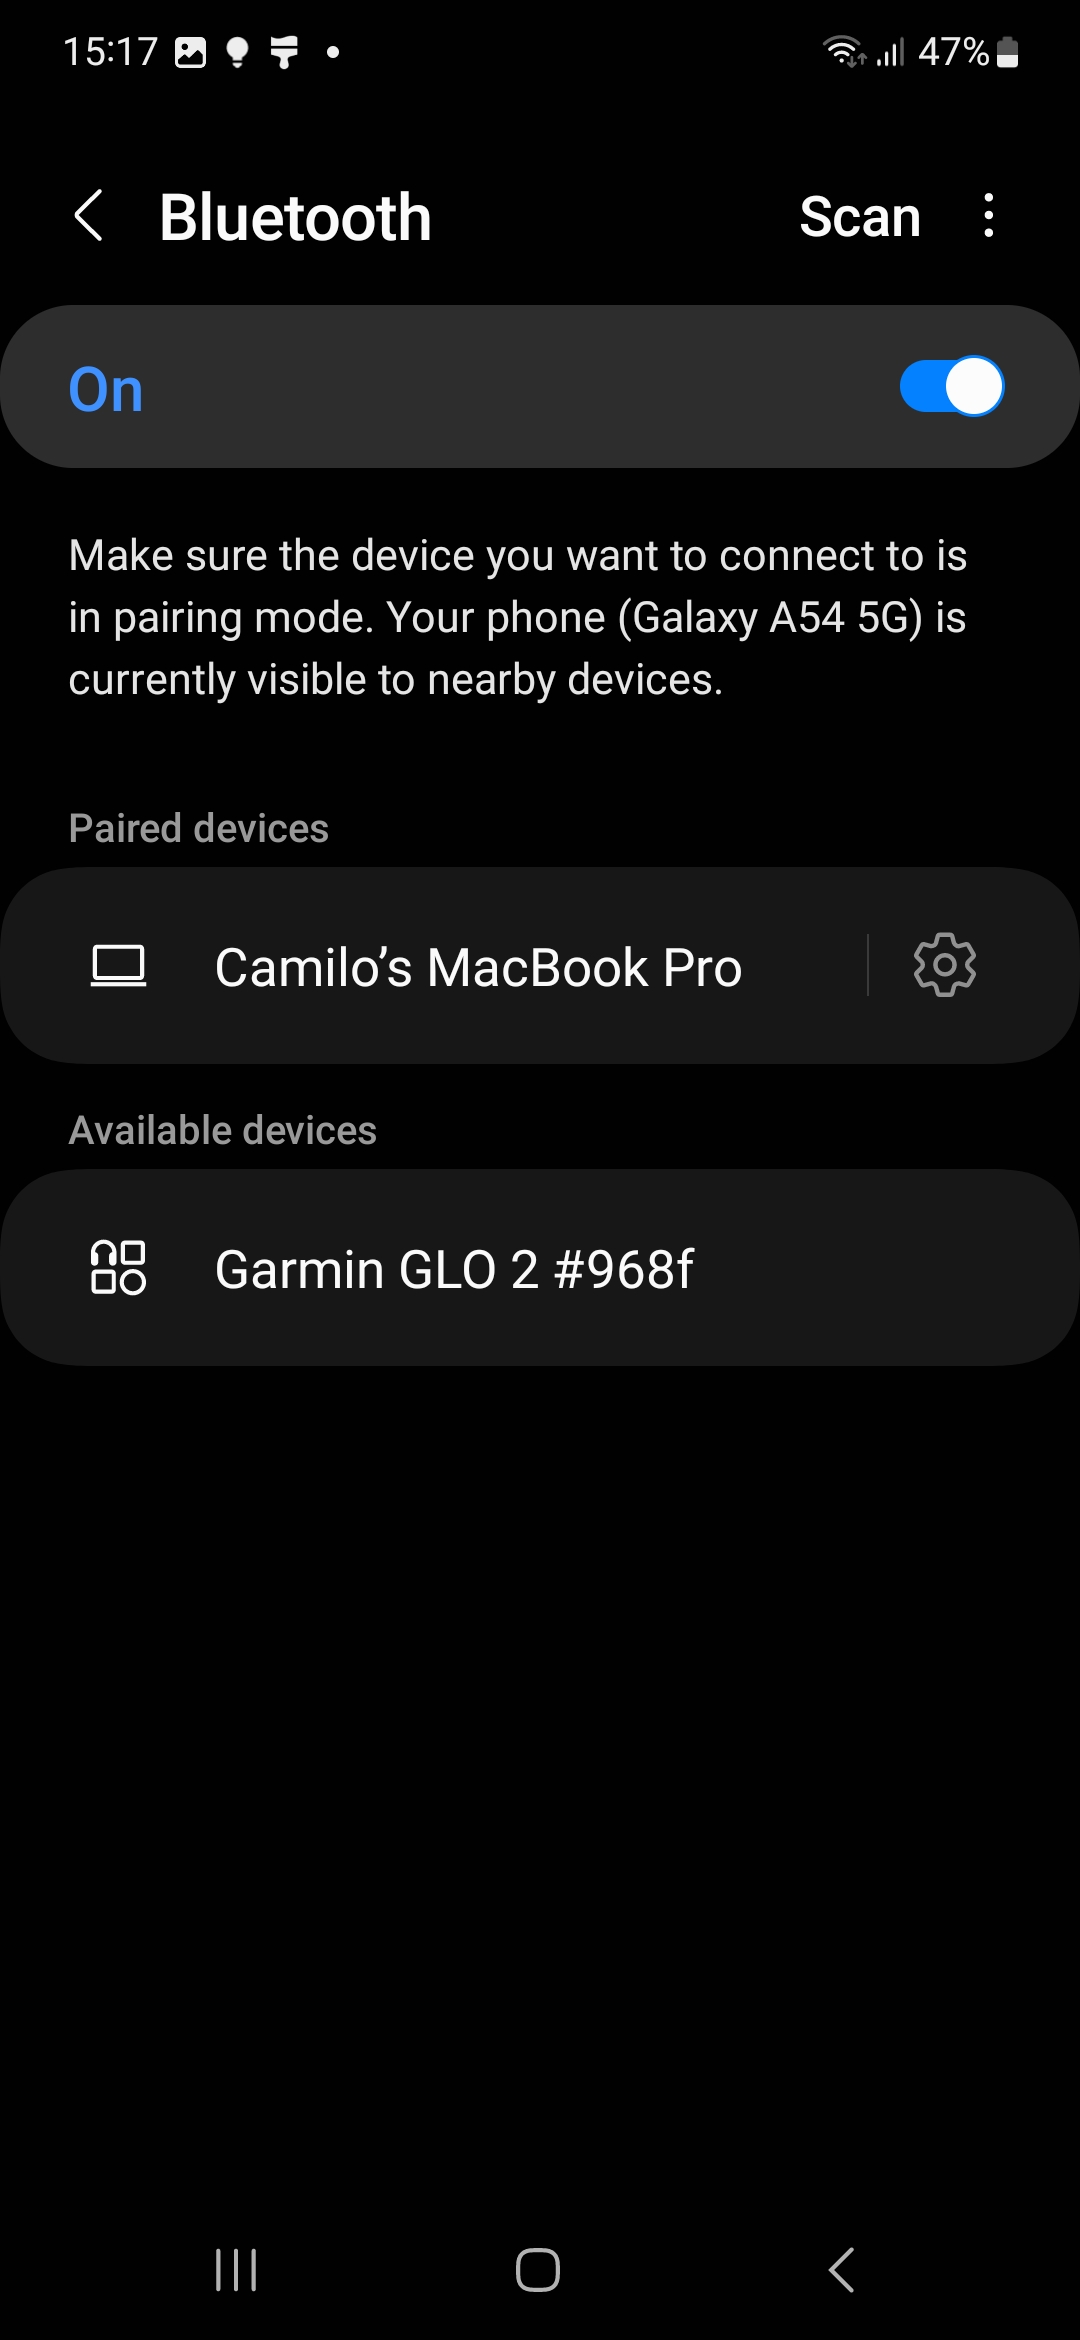 15:17
47%
Bluetooth
Scan
On
Make sure the device you want to connect to is
in pairing mode. Your phone (Galaxy A54 5G) is
currently visible to nearby devices.
Paired devices
Camilo’s MacBook Pro
Available devices
Garmin GLO 2 #968f